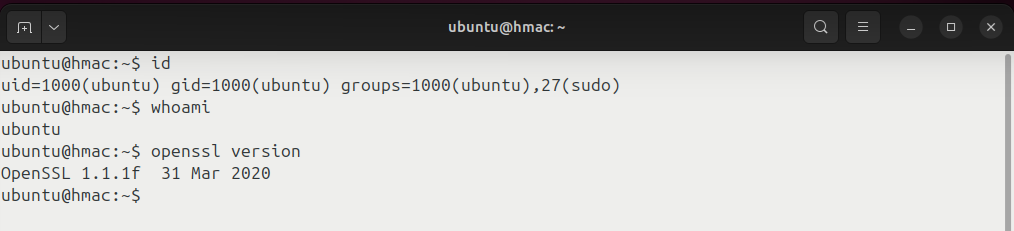 ubuntu@hmac: ~
ubuntu@hmac:~$ id
uid=1000(ubuntu) gid=1000(ubuntu) groups=1000(ubuntu),27(sudo)
ubuntu@hmac:~$ whoami
ubuntu
ubuntu@hmac:~$ openssl version
OpenSSL 1.1.1f  31 Mar 2020
ubuntu@hmac:~$